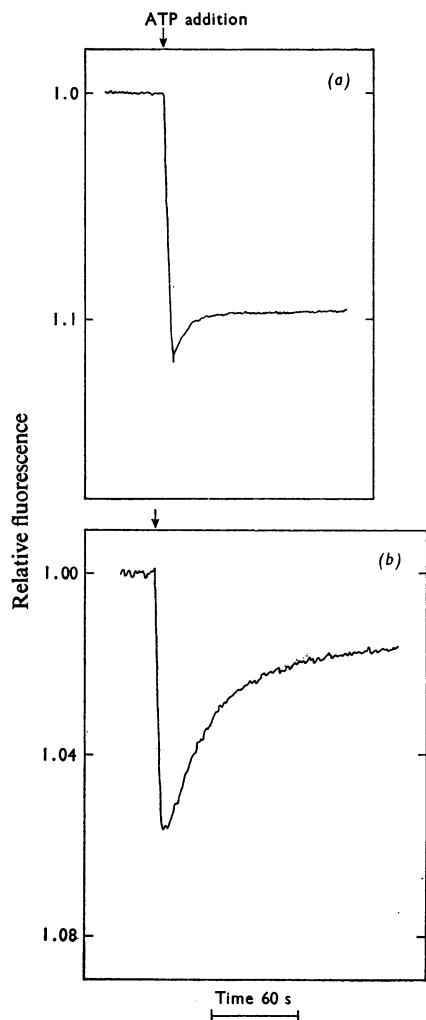 ATP addition
(a)
1.0
1.1
Relative fluorescence
(b)
1.00
1.04
1.08
Time 60 s